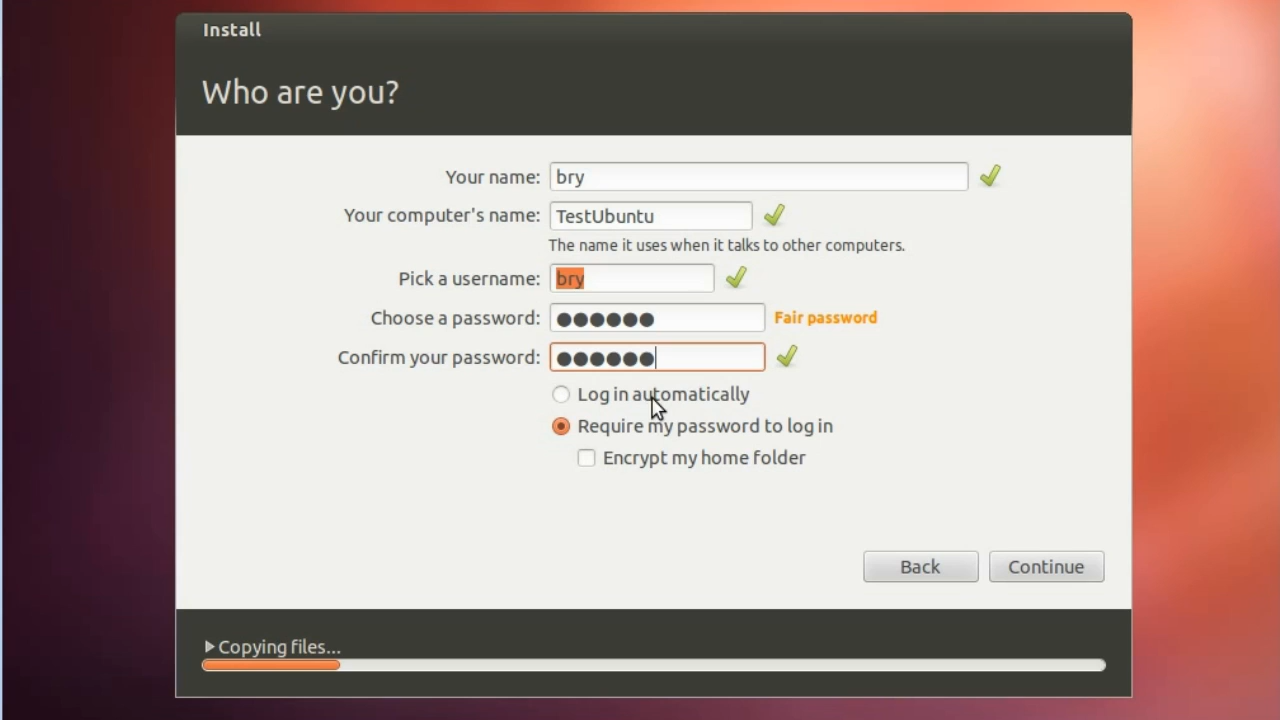 Install
Who are you?
Your name: bry
Your computer's name: TestUbuntu
The name it uses when it talks to other computers.
Pick a username: bry
Choose a password: ●●●●●● Fair password
Confirm your password: ●●●●●●
Log in automatically
Require my password to log in
Encrypt my home folder
Back Continue
Copying files...